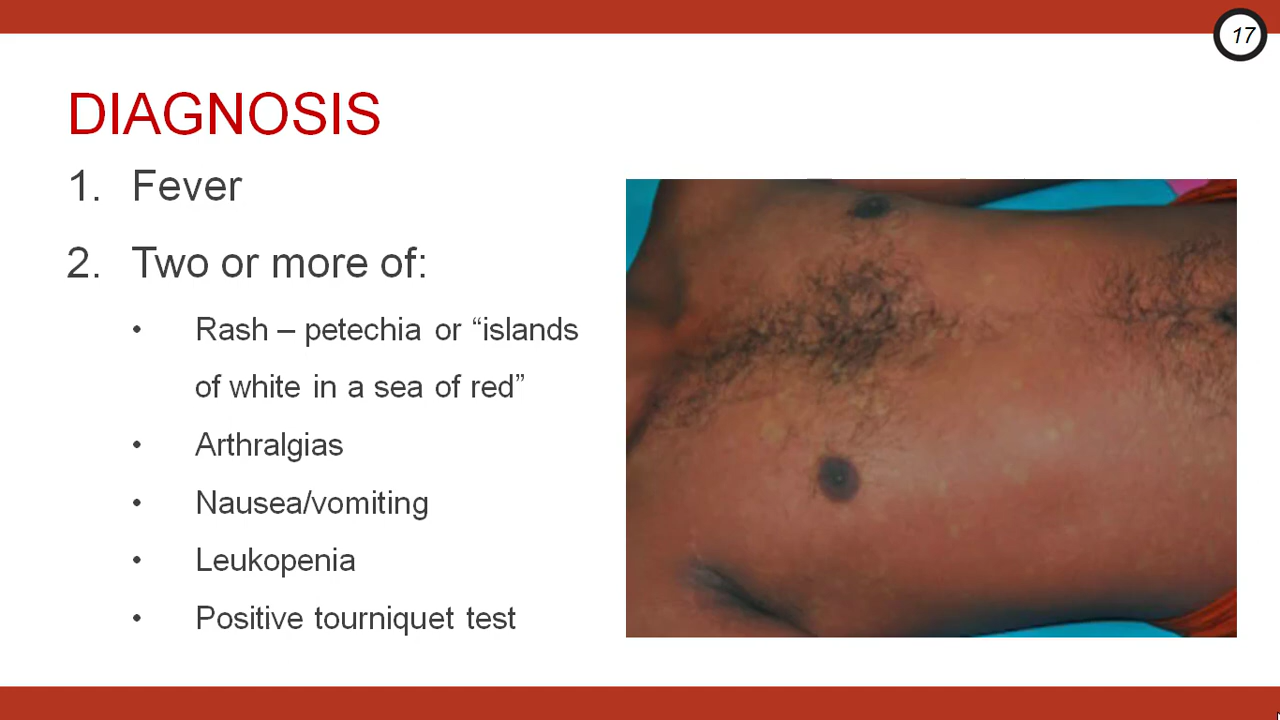 17
DIAGNOSIS
1. Fever
2. Two or more of:
• Rash – petechia or “islands
of white in a sea of red”
• Arthralgias
• Nausea/vomiting
• Leukopenia
• Positive tourniquet test